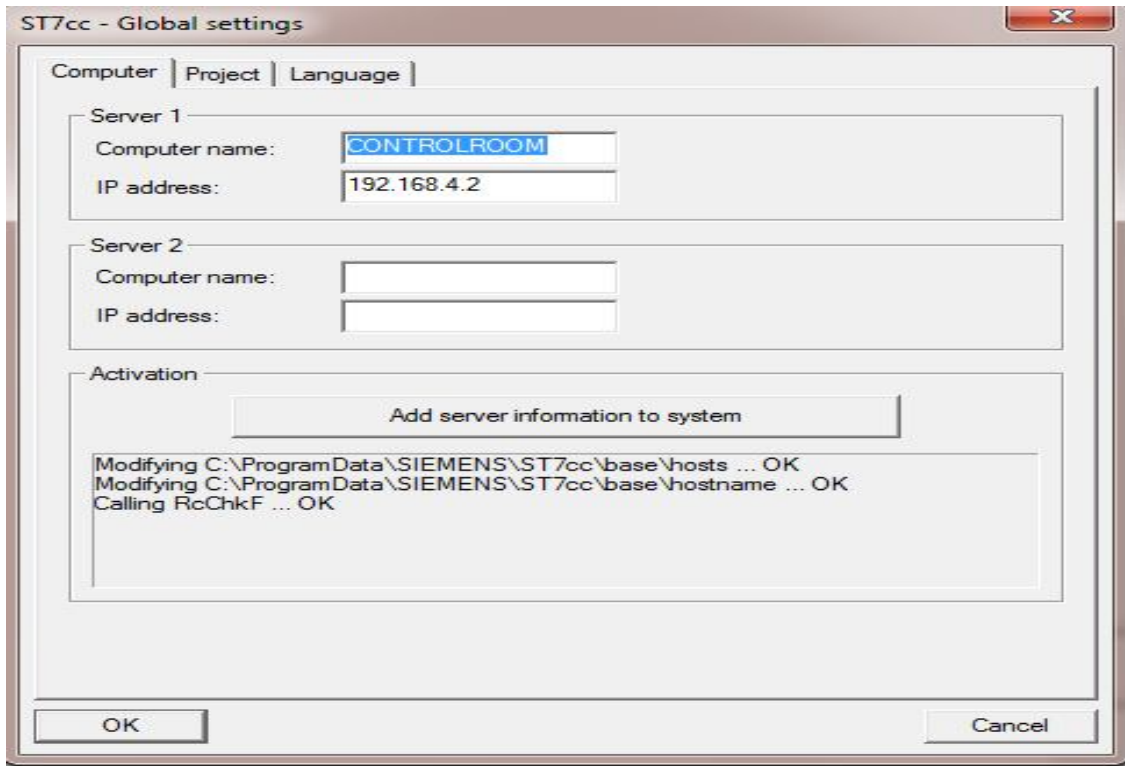 ST7cc - Global settings
Computer Project Language
Server 1
Computer name: CONTROLROOM
IP address: 192.168.4.2
Server 2
Computer name:
IP address:
Activation
Add server information to system
Modifying C:\ProgramData\SIEMENS\ST7cc\base\hosts ... OK
Modifying C:\ProgramData\SIEMENS\ST7cc\base\hostname ... OK
Calling RcChkF ... OK
OK Cancel